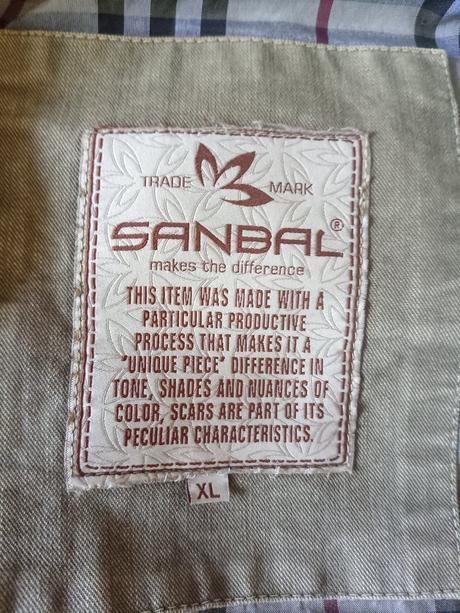 TRADE MARK
SANBAL®
makes the difference
THIS ITEM WAS MADE WITH A
PARTICULAR PRODUCTIVE
PROCESS THAT MAKES IT A
"UNIQUE PIECE" DIFFERENCE IN
TONE, SHADES AND NUANCES OF
COLOR, SCARS ARE PART OF ITS
PECULIAR CHARACTERISTICS.
XL